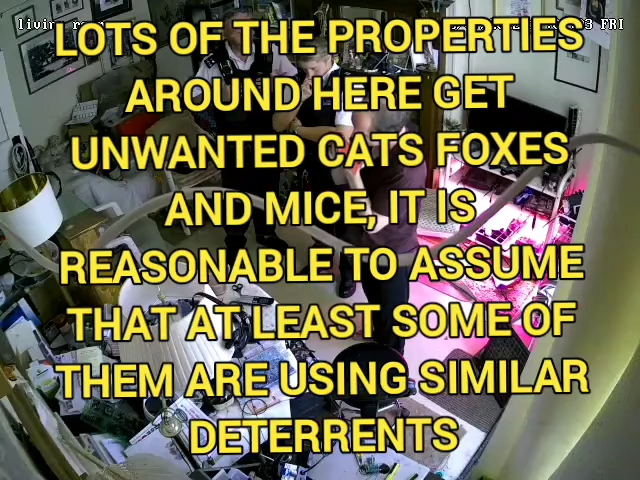 LOTS OF THE PROPERTIES
AROUND HERE GET
UNWANTED CATS FOXES
AND MICE, IT IS
REASONABLE TO ASSUME
THAT AT LEAST SOME OF
THEM ARE USING SIMILAR
DETERRENTS
FRI